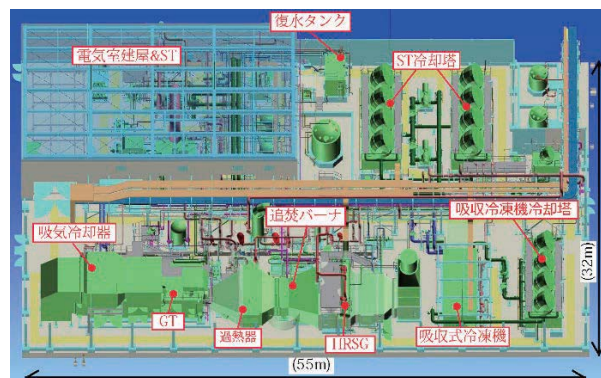 復水タンク
電気室建屋&ST
ST冷却塔
追焚バーナ
吸収冷凍機冷却塔
吸気冷却器
(32m)
GT
過熱器
HRSG
吸収式冷凍機
(55m)